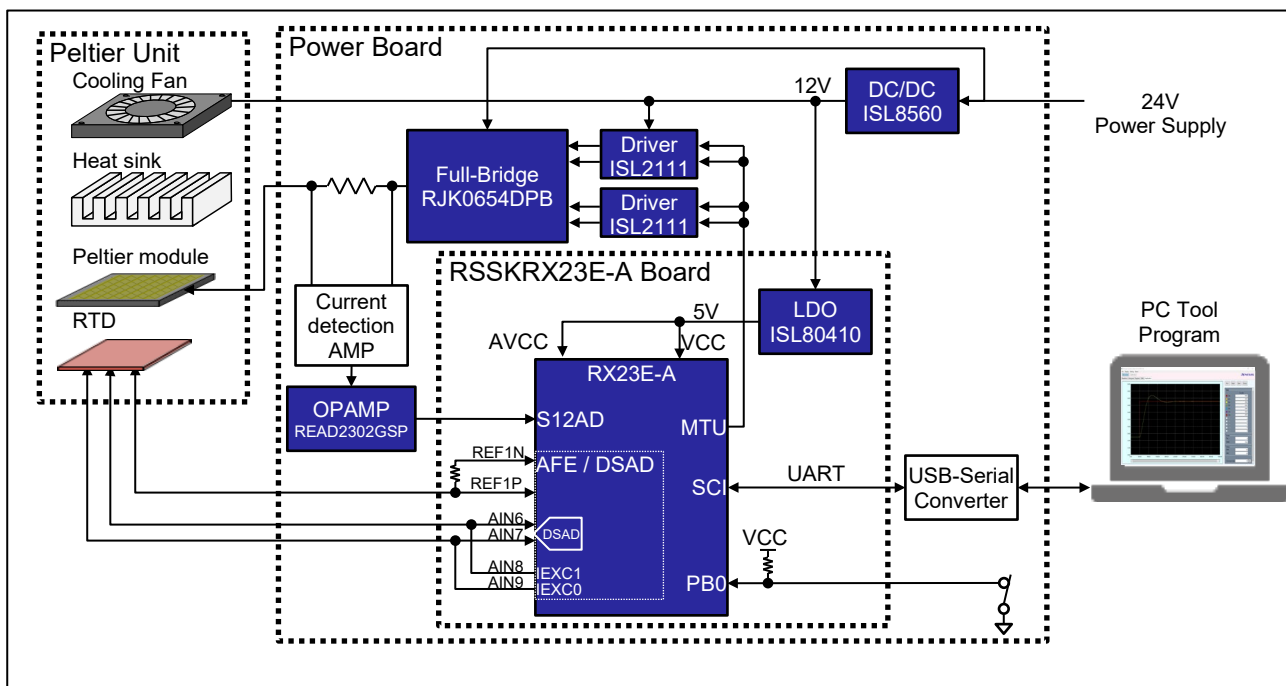 Peltier Unit
Cooling Fan
Heat sink
Peltier module
RTD
Power Board
12V
DC/DC
ISL8560
24V
Power Supply
Full-Bridge
RJK0654DPB
Driver
ISL2111
Driver
ISL2111
Current
detection
AMP
OPAMP
READ2302GSP
RSSKRX23E-A Board
LDO
ISL80410
5V
AVCC
VCC
RX23E-A
S12AD
MTU
REF1N
AFE / DSAD
REF1P
SCI
UART
USB-Serial
Converter
AIN6
AIN7
DSAD
AIN8
IEXC1
AIN9
IEXC0
VCC
PB0
PC Tool
Program